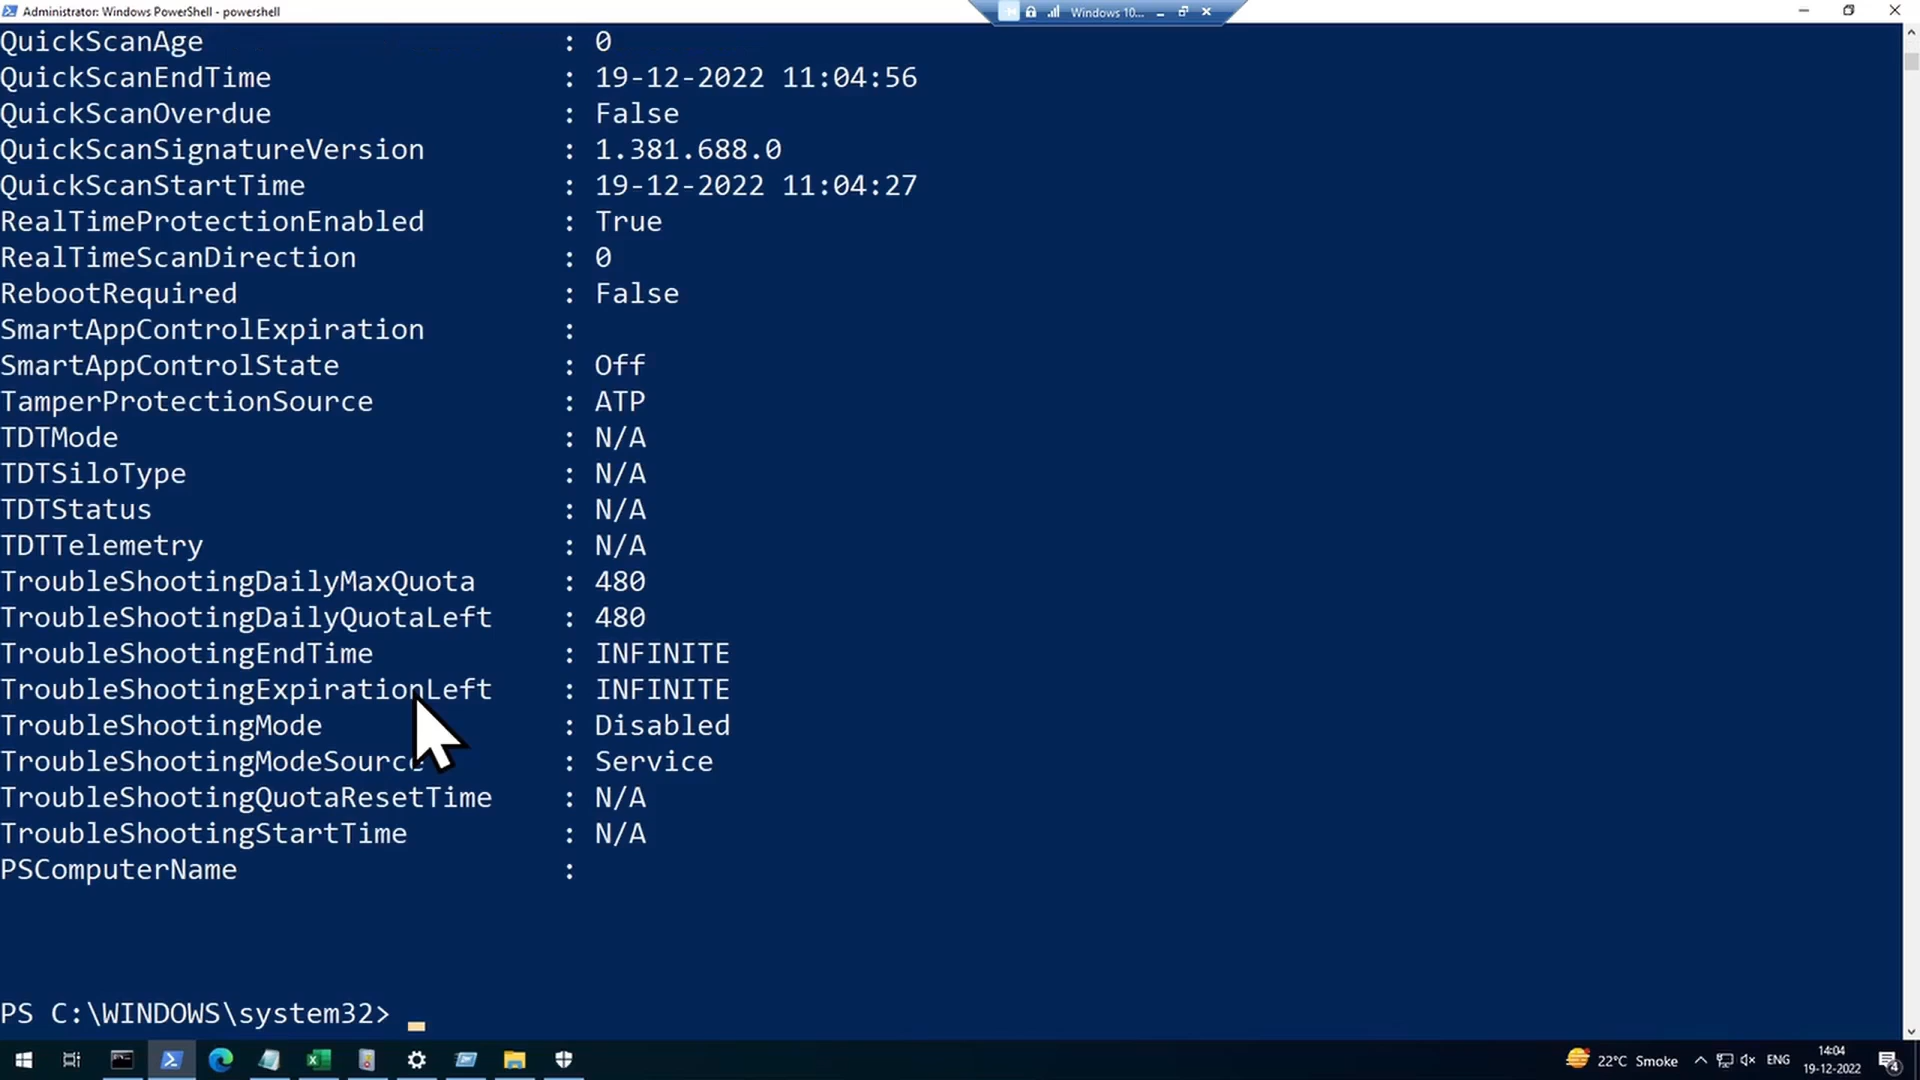 Administrator: Windows PowerShell - powershell
Windows 10...
QuickScanAge : 0
QuickScanEndTime : 19-12-2022 11:04:56
QuickScanOverdue : False
QuickScanSignatureVersion : 1.381.688.0
QuickScanStartTime : 19-12-2022 11:04:27
RealTimeProtectionEnabled : True
RealTimeScanDirection : 0
RebootRequired : False
SmartAppControlExpiration :
SmartAppControlState : Off
TamperProtectionSource : ATP
TDTMode : N/A
TDTSiloType : N/A
TDTStatus : N/A
TDTTelemetry : N/A
TroubleShootingDailyMaxQuota : 480
TroubleShootingDailyQuotaLeft : 480
TroubleShootingEndTime : INFINITE
TroubleShootingExpirationLeft : INFINITE
TroubleShootingMode : Disabled
TroubleShootingModeSource : Service
TroubleShootingQuotaResetTime : N/A
TroubleShootingStartTime : N/A
PSComputerName :
PS C:\WINDOWS\system32>
22°C Smoke
ENG
14:04
19-12-2022
4